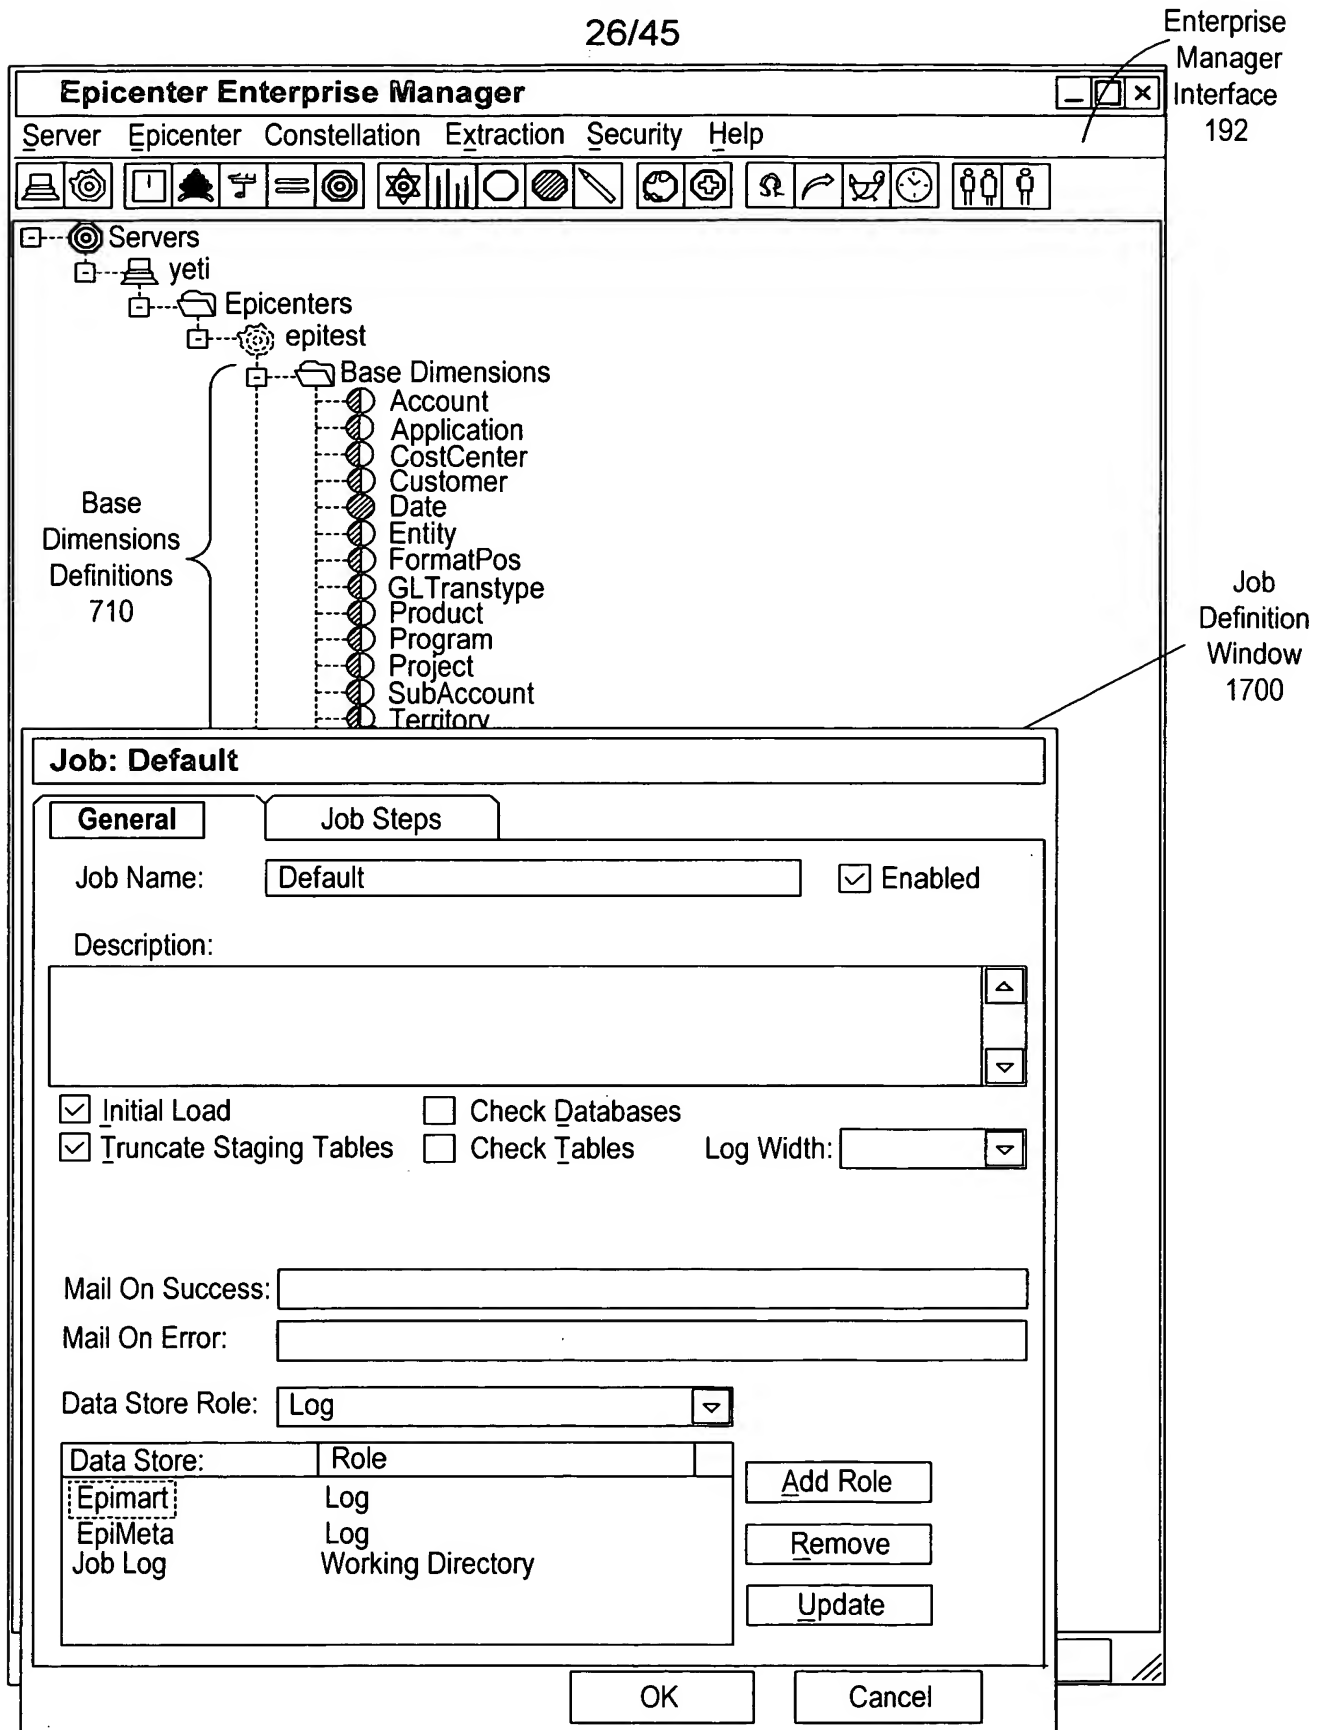 26/45
Enterprise
Manager
Interface
192
Epicenter Enterprise Manager
Server Epicenter Constellation Extraction Security Help
Servers
yeti
Epicenters
epitest
Base Dimensions
Account
Application
CostCenter
Customer
Date
Entity
FormatPos
GLTranstype
Product
Program
Project
SubAccount
Territory
Base
Dimensions
Definitions
710
Job
Definition
Window
1700
Job: Default
General Job Steps
Job Name: Default Enabled
Description:
Initial Load Check Databases
Truncate Staging Tables Check Tables Log Width:
Mail On Success:
Mail On Error:
Data Store Role: Log
Data Store: Role
Epimart Log
EpiMeta Log
Job Log Working Directory
Add Role
Remove
Update
OK Cancel